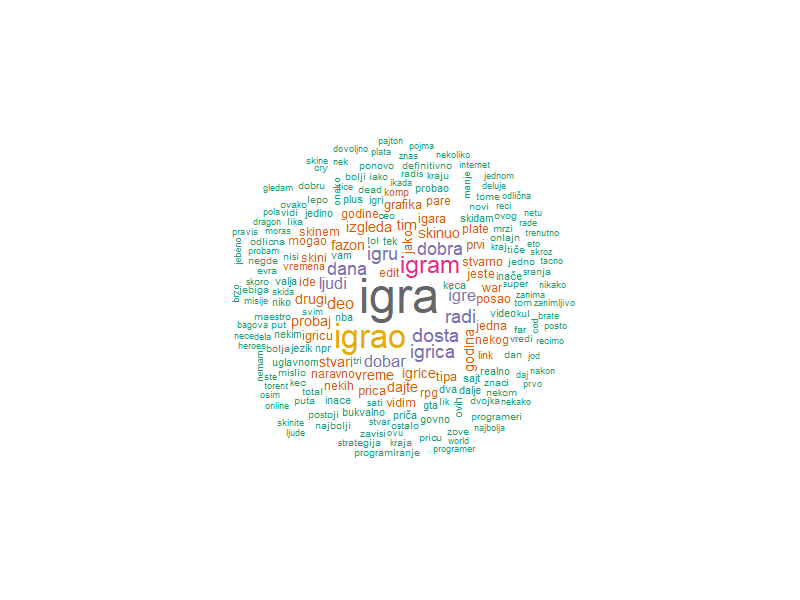 pajton
dovoljno plata pojma
skine nek znas nekoliko
cry ponovo definitivno internet
bolji iako radis kraju jednom
gledam dobru onako tice ikada manje deluje
lepo plus igri dead komp probao tome odlična
ovako grafika pare novi reci
pola vidi jedino godine ceo igara skidam ovog netu
dragon lika izgleda tim plate mrzi rade
pravis moras skinem jako skinuo onlajn trenutno
odlicna mogao fazon lol tek dobra prvi kraj tiče eto
jebeno probam nisi skini vam igru skroz
negde vremena dana igram stvarno jedno tacno
evra edit jeste inače sranja
skoro valja ide ljudi keca war super nikako
brzo jebiga skida drugi deo igra igre posao zanima
misije niko svim tom zanimljivo
maestro probaj nba radi video kul brate
bagova put igrao jedna far cod posto
nece dela nekim igricu dosta godina nekog vredi recimo
heroes bolja jezik npr igrica
nemam uglavnom stvari tri dobar link dan jod
ste mislio naravno vreme igrice tipa sajt realno daj nakon
torent kec nekih prica dajte rpg dva dalje znaci prvo
osim total nekom
online puta inace sati vidim gta lik ovih dvojka nekako
postoji bukvalno priča govno programeri
skinite najbolji stvar ostalo najbolja
ljude zavisi ovu pricu zove
strategija kraja world
programiranje programer